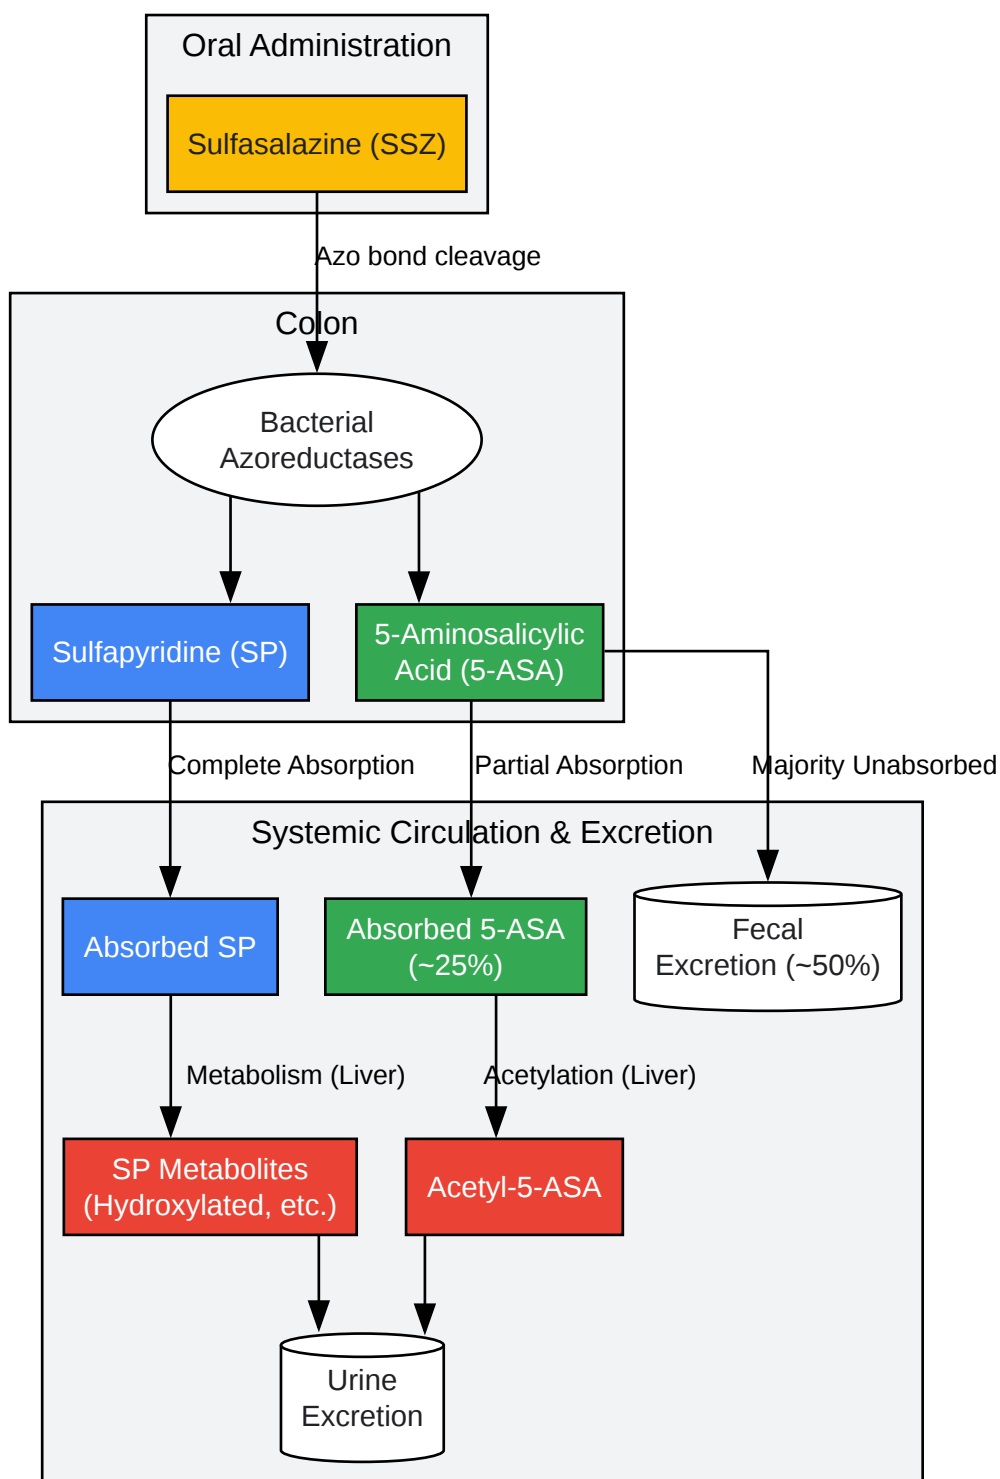 Oral Administration
Sulfasalazine (SSZ)
Azo bond cleavage
Colon
Bacterial
Azoreductases
Sulfapyridine (SP)
5-Aminosalicylic
Acid (5-ASA)
Complete Absorption
Partial Absorption
Majority Unabsorbed
Systemic Circulation & Excretion
Absorbed SP
Absorbed 5-ASA
(~25%)
Fecal
Excretion (~50%)
Metabolism (Liver)
Acetylation (Liver)
SP Metabolites
(Hydroxylated, etc.)
Acetyl-5-ASA
Urine
Excretion